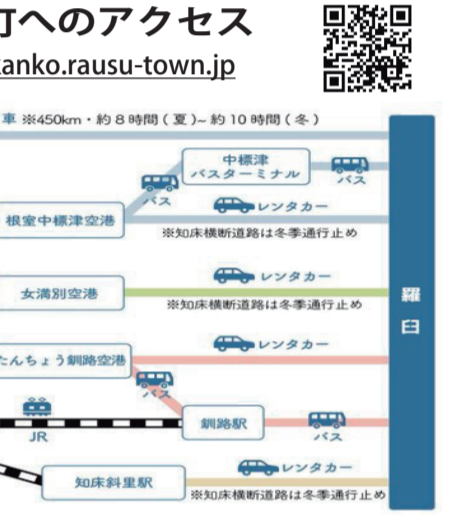 町へのアクセス
kanko.rausu-town.jp
車 ※450km・約8時間(夏)~約10時間(冬)
中標津
バスターミナル
バス
バス
レンタカー
根室中標津空港
※知床横断道路は冬季通行止め
レンタカー
女満別空港
※知床横断道路は冬季通行止め
羅臼
レンタカー
たんちょう釧路空港
バス
釧路駅
JR
バス
レンタカー
知床斜里駅
※知床横断道路は冬季通行止め